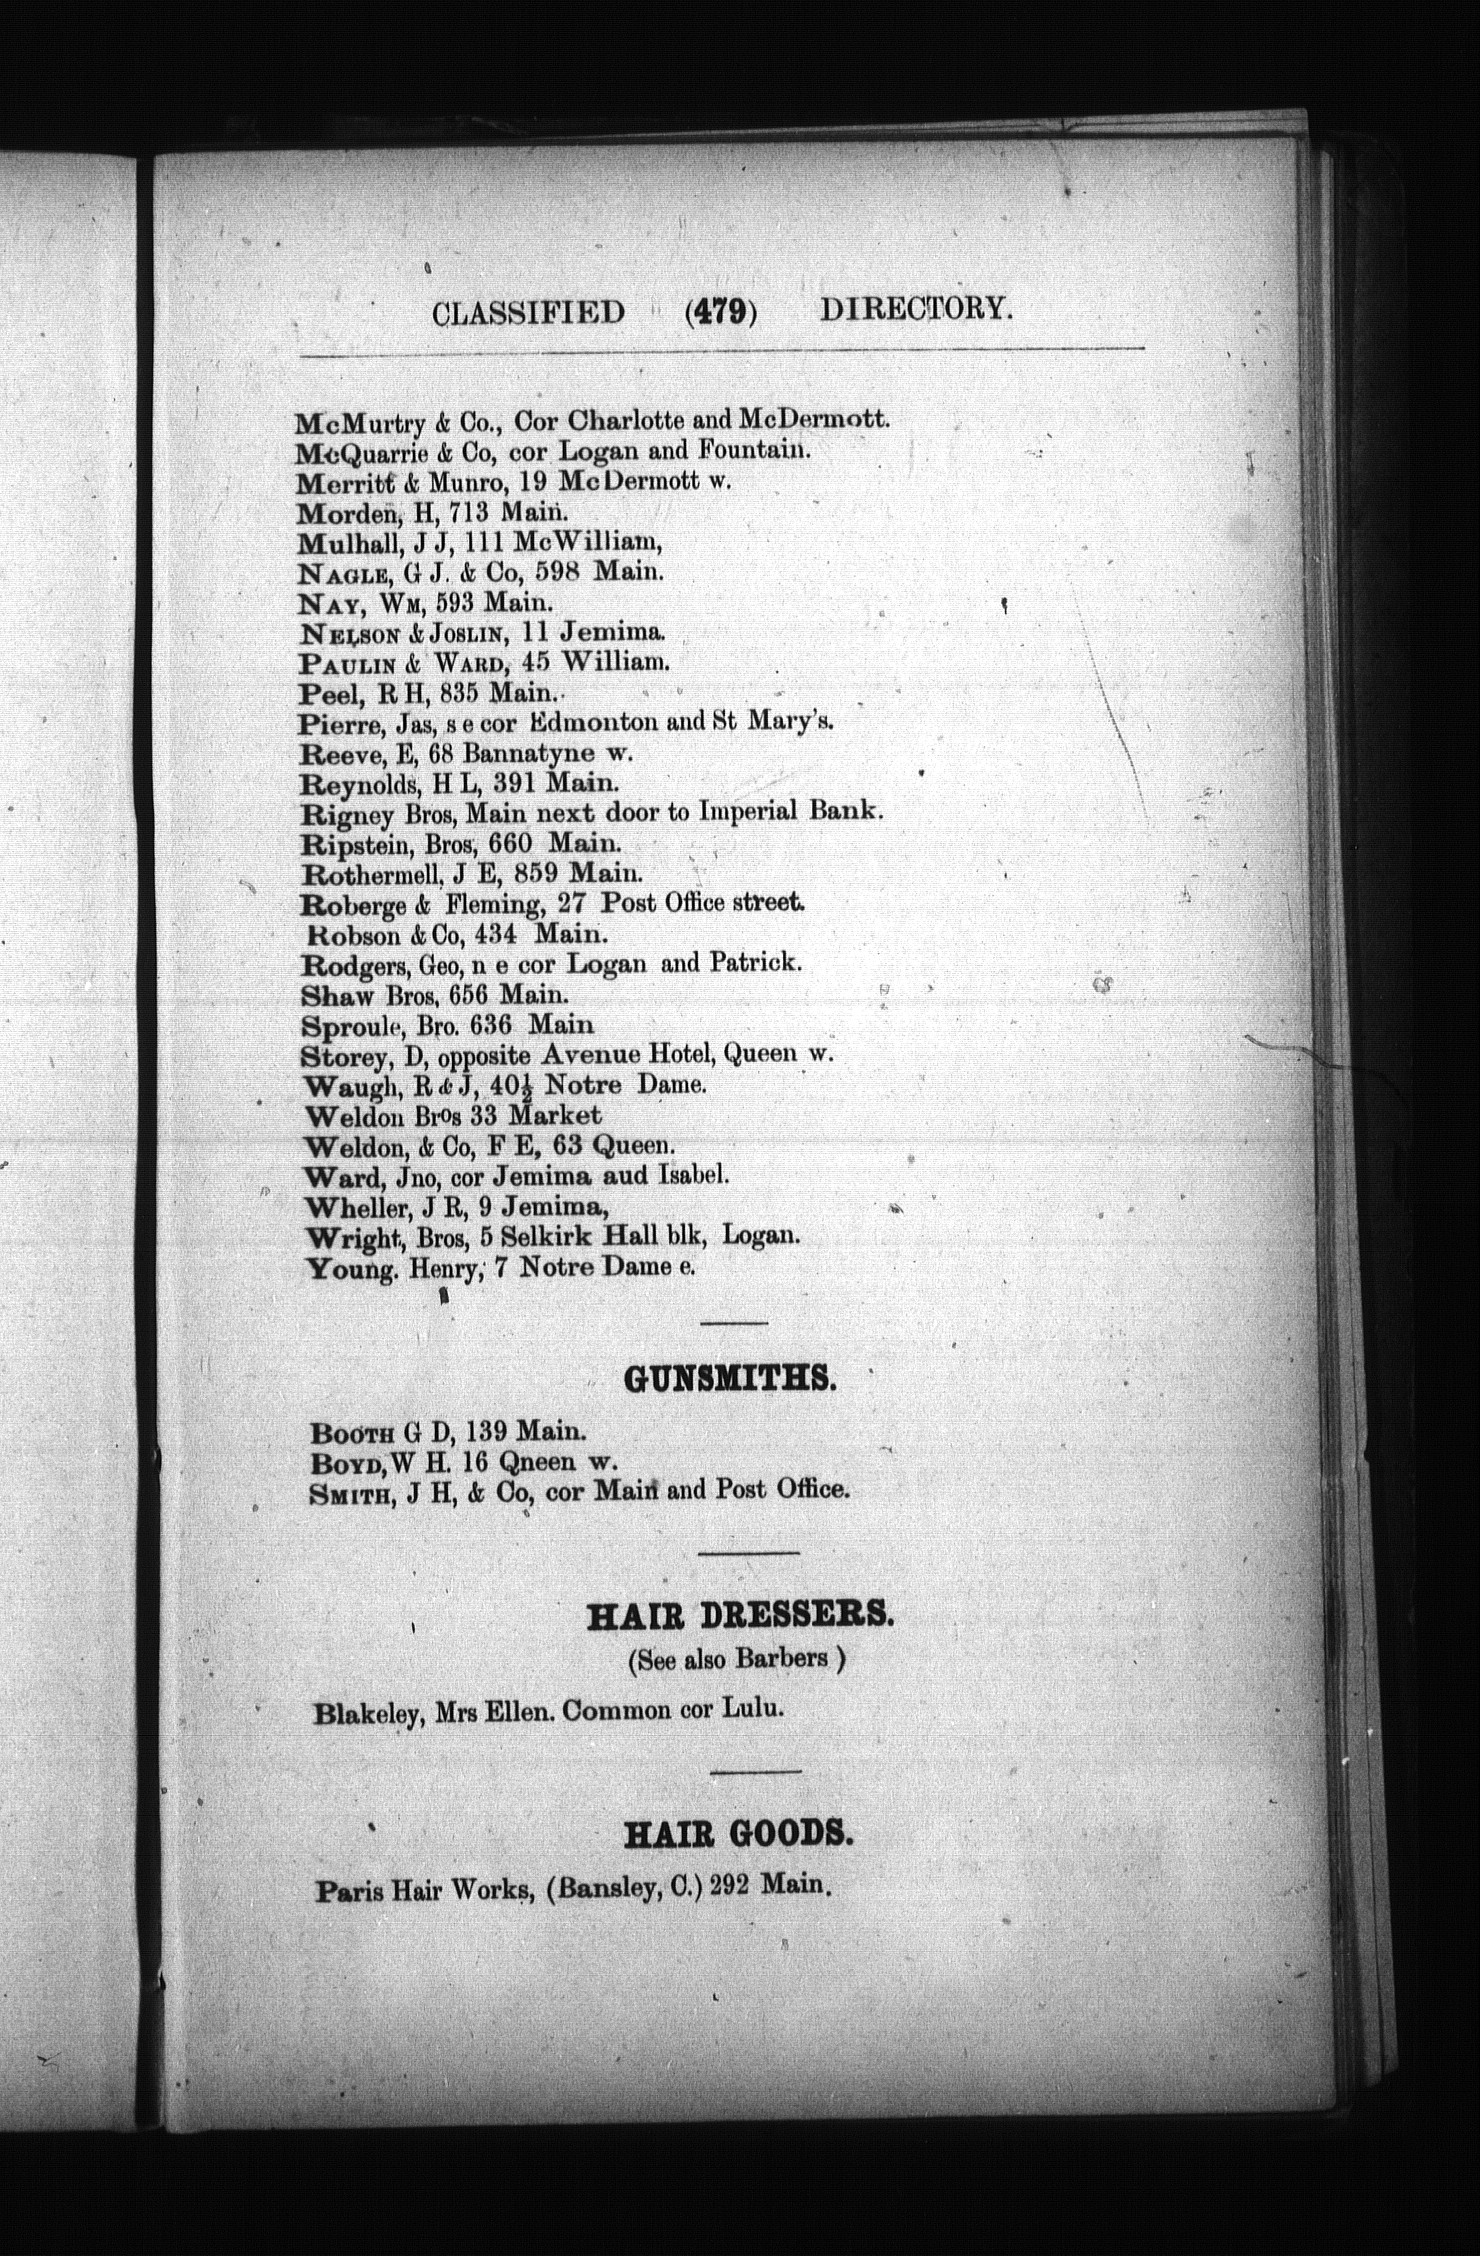 CLASSIFIED (479) DIRECTORY.
McMurtry & Co., Cor Charlotte and McDermott.
McQuarrie & Co, cor Logan and Fountain.
Merritt & Munro, 19 McDermott w.
Morden, H, 713 Main.
Mulhall, J J, 111 McWilliam,
NAGLE, G J. & Co, 598 Main.
NAY, WM, 593 Main.
NELSON & JOSLIN, 11 Jemima.
PAULIN & WARD, 45 William.
Peel, R H, 835 Main.
Pierre, Jas, s e cor Edmonton and St Mary's.
Reeve, E, 68 Bannatyne w.
Reynolds, H L, 391 Main.
Rigney Bros, Main next door to Imperial Bank.
Ripstein, Bros, 660 Main.
Rothermell, J E, 859 Main.
Roberge & Fleming, 27 Post Office street.
Robson & Co, 434 Main.
Rodgers, Geo, n e cor Logan and Patrick.
Shaw Bros, 656 Main.
Sproule, Bro. 636 Main
Storey, D, opposite Avenue Hotel, Queen w.
Waugh, R & J, 40½ Notre Dame.
Weldon Bros 33 Market
Weldon, & Co, F E, 63 Queen.
Ward, Jno, cor Jemima aud Isabel.
Wheller, J R, 9 Jemima,
Wright, Bros, 5 Selkirk Hall blk, Logan.
Young. Henry, 7 Notre Dame e.
GUNSMITHS.
BOOTH G D, 139 Main.
BOYD, W H. 16 Qneen w.
SMITH, J H, & Co, cor Main and Post Office.
HAIR DRESSERS.
(See also Barbers )
Blakeley, Mrs Ellen. Common cor Lulu.
HAIR GOODS.
Paris Hair Works, (Bansley, C.) 292 Main.